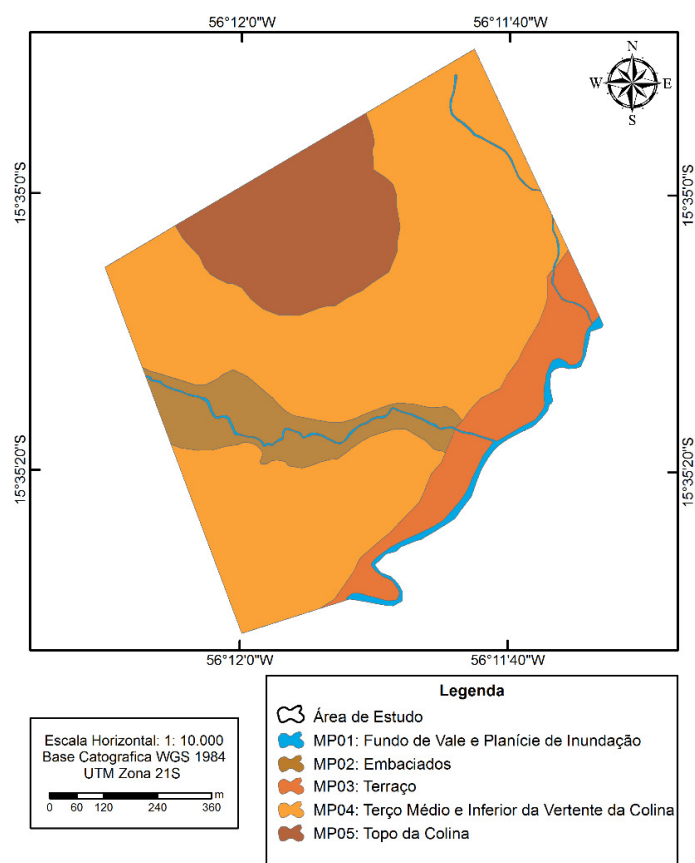 56°12'0"W
56°11'40"W
N
W
E
S
15°35'0"S
15°35'0"S
15°35'20"S
15°35'20"S
56°12'0"W
56°11'40"W
Legenda
Área de Estudo
MP01: Fundo de Vale e Planície de Inundação
MP02: Embaciados
MP03: Terraço
MP04: Terço Médio e Inferior da Vertente da Colina
MP05: Topo da Colina
Escala Horizontal: 1: 10.000
Base Catografica WGS 1984
UTM Zona 21S
m
0 60 120 240 360